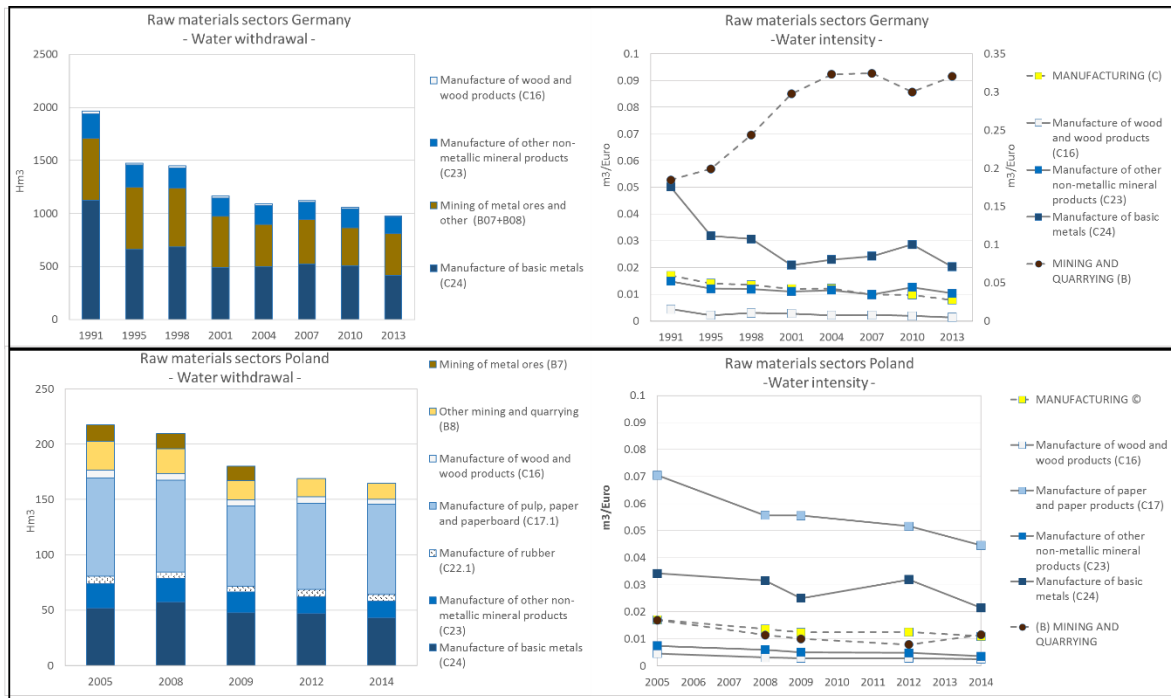 Raw materials sectors Germany
- Water withdrawal -
2500
2000
1500
1000
500
0
Hm3
1991
1995
1998
2001
2004
2007
2010
2013
Manufacture of wood and
wood products (C16)
Manufacture of other non-
metallic mineral products
(C23)
Mining of metal ores and
other (B07+B08)
Manufacture of basic metals
(C24)
Raw materials sectors Germany
-Water intensity -
0.1
0.09
0.08
0.07
0.06
0.05
0.04
0.03
0.02
0.01
0
m3/Euro
0.35
0.3
0.25
0.2
0.15
0.1
0.05
0
m3/Euro
1991
1995
1998
2001
2004
2007
2010
2013
MANUFACTURING (C)
Manufacture of wood
and wood products
(C16)
Manufacture of other
non-metallic mineral
products (C23)
Manufacture of basic
metals (C24)
MINING AND
QUARRYING (B)
Raw materials sectors Poland
- Water withdrawal -
250
200
150
100
50
0
Hm3
2005
2008
2009
2012
2014
Mining of metal ores (B7)
Other mining and quarrying
(B8)
Manufacture of wood and
wood products (C16)
Manufacture of pulp, paper
and paperboard (C17.1)
Manufacture of rubber
(C22.1)
Manufacture of other non-
metallic mineral products
(C23)
Manufacture of basic metals
(C24)
Raw materials sectors Poland
-Water intensity -
0.1
0.09
0.08
0.07
0.06
0.05
0.04
0.03
0.02
0.01
0
m3/Euro
2005 2006 2007 2008 2009 2010 2011 2012 2013 2014
MANUFACTURING ©
Manufacture of wood and
wood products (C16)
Manufacture of paper
and paper products (C17)
Manufacture of other
non-metallic mineral
products (C23)
Manufacture of basic
metals (C24)
(B) MINING AND
QUARRYING